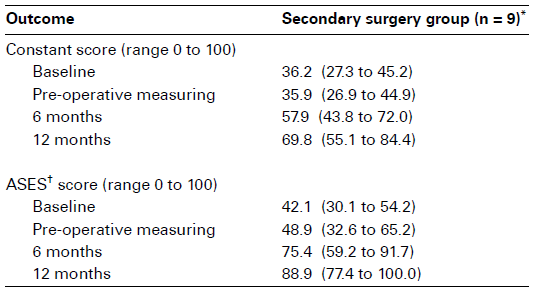 Outcome Secondary surgery group (n = 9)*
Constant score (range 0 to 100)
Baseline 36.2 (27.3 to 45.2)
Pre-operative measuring 35.9 (26.9 to 44.9)
6 months 57.9 (43.8 to 72.0)
12 months 69.8 (55.1 to 84.4)
ASES† score (range 0 to 100)
Baseline 42.1 (30.1 to 54.2)
Pre-operative measuring 48.9 (32.6 to 65.2)
6 months 75.4 (59.2 to 91.7)
12 months 88.9 (77.4 to 100.0)